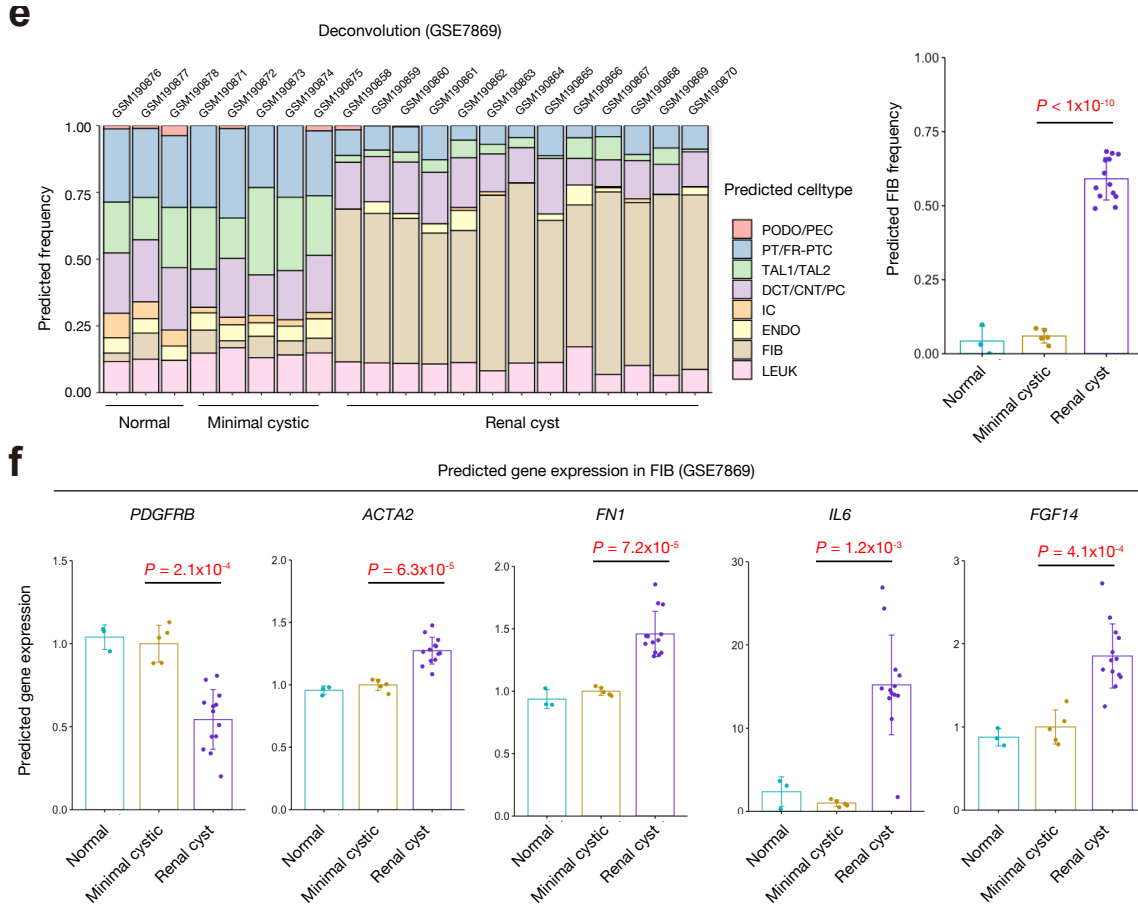 e
Deconvolution (GSE7869)
GSM190876
GSM190877
GSM190878
GSM190871
GSM190872
GSM190873
GSM190874
GSM190875
GSM190858
GSM190859
GSM190860
GSM190861
GSM190862
GSM190863
GSM190864
GSM190865
GSM190866
GSM190867
GSM190868
GSM190869
GSM190870
Predicted frequency
1.00
0.75
0.50
0.25
0.00
Normal
Minimal cystic
Renal cyst
Predicted celltype
PODO/PEC
PT/FR-PTC
TAL1/TAL2
DCT/CNT/PC
IC
ENDO
FIB
LEUK
Predicted FIB frequency
1.00
0.75
0.50
0.25
0.00
P < 1x10⁻¹⁰
Normal
Minimal cystic
Renal cyst
f
Predicted gene expression in FIB (GSE7869)
Predicted gene expression
PDGFRB
P = 2.1x10⁻⁴
1.5
1.0
0.5
0.0
Normal
Minimal cystic
Renal cyst
ACTA2
P = 6.3x10⁻⁵
2.0
1.5
1.0
0.5
0.0
Normal
Minimal cystic
Renal cyst
FN1
P = 7.2x10⁻⁵
2.0
1.5
1.0
0.5
0.0
Normal
Minimal cystic
Renal cyst
IL6
P = 1.2x10⁻³
30
20
10
0
Normal
Minimal cystic
Renal cyst
FGF14
P = 4.1x10⁻⁴
3
2
1
0
Normal
Minimal cystic
Renal cyst